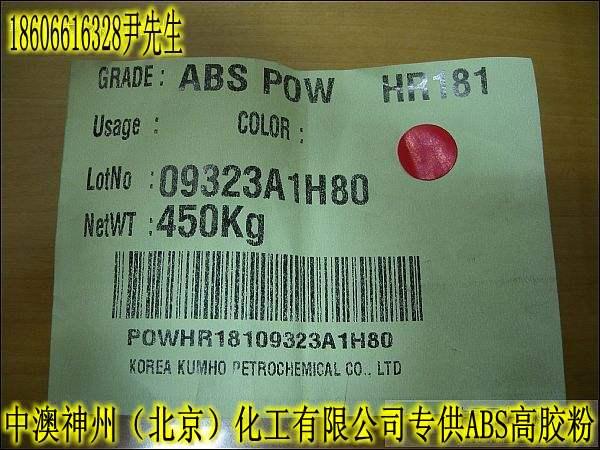 18606616328尹先生
GRADE: ABS POW HR181
Usage :
COLOR :
LotNo :09323A1H80
NetWT :450Kg
POWHR18109323A1H80
KOREA KUMHO PETROCHEMICAL CO., LTD
中澳神州（北京）化工有限公司专供ABS高胶粉